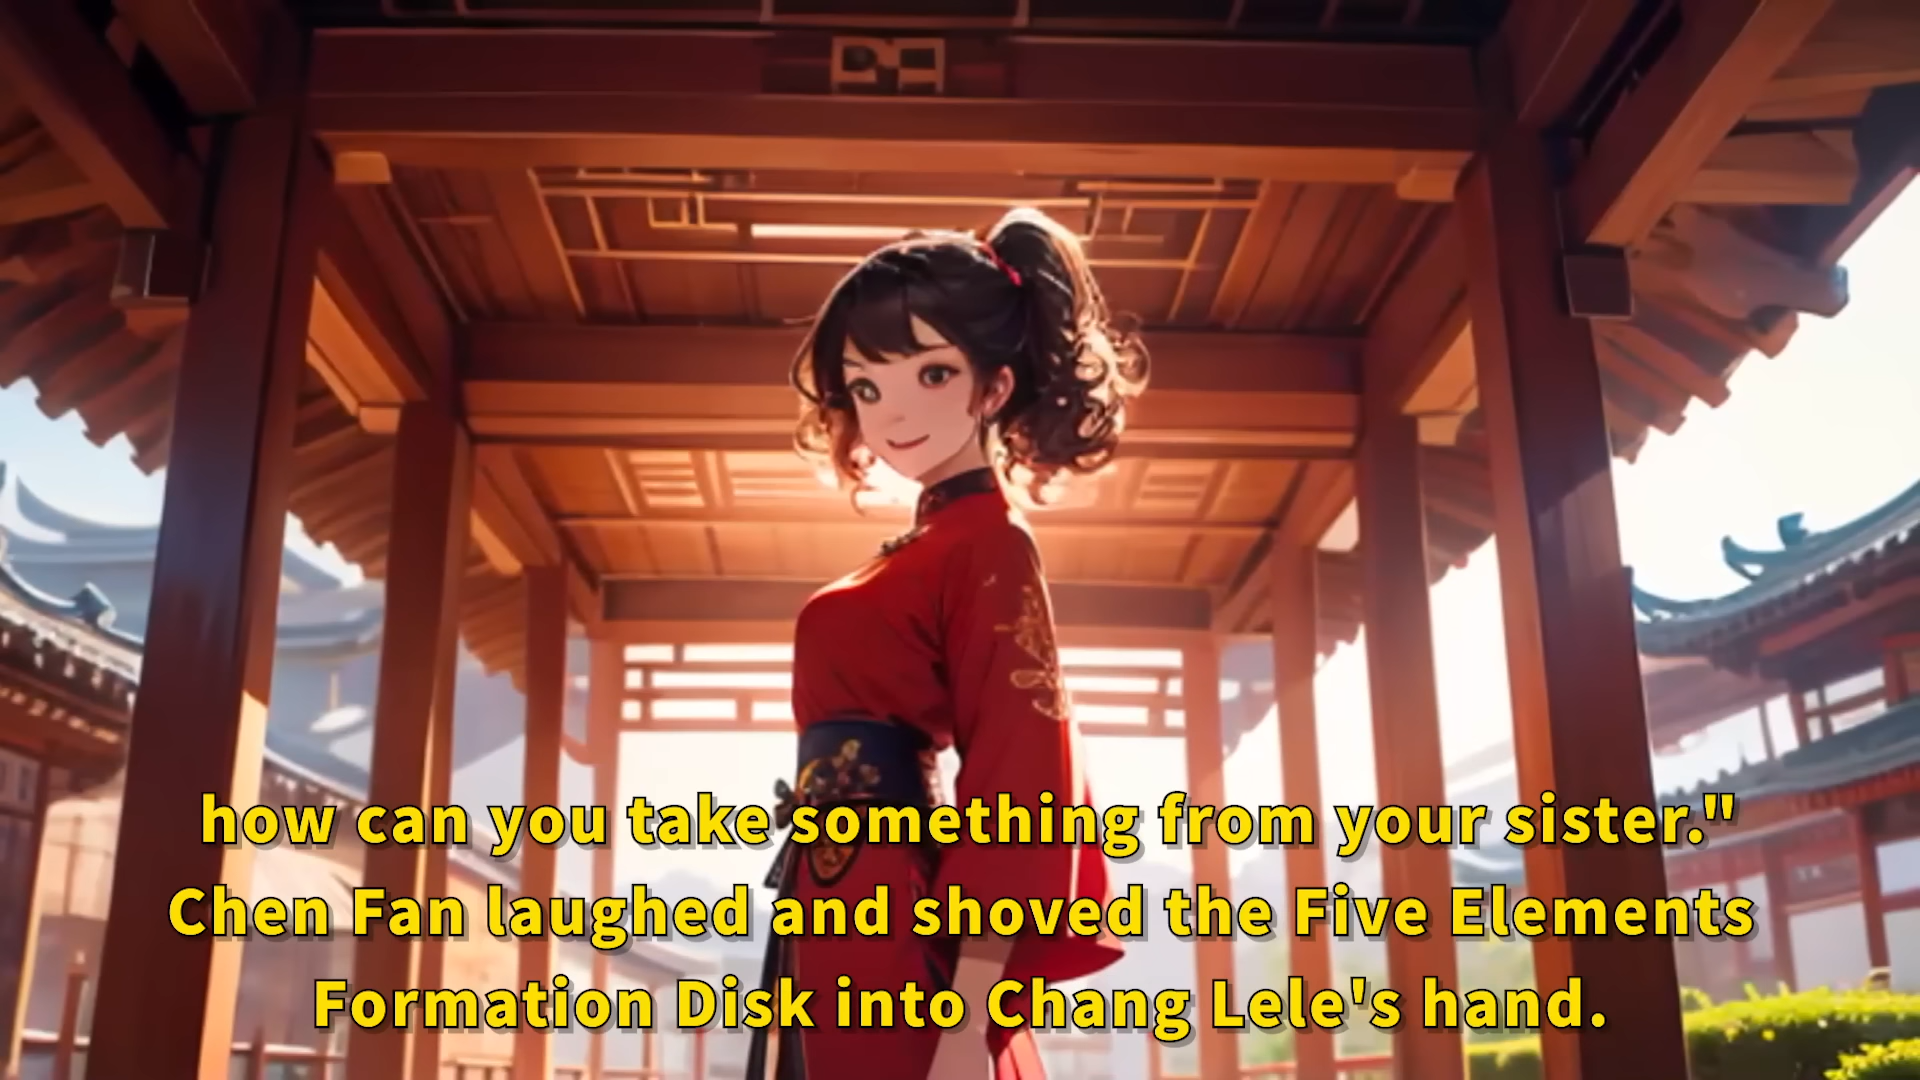 how can you take something from your sister."
Chen Fan laughed and shoved the Five Elements
Formation Disk into Chang Lele's hand.